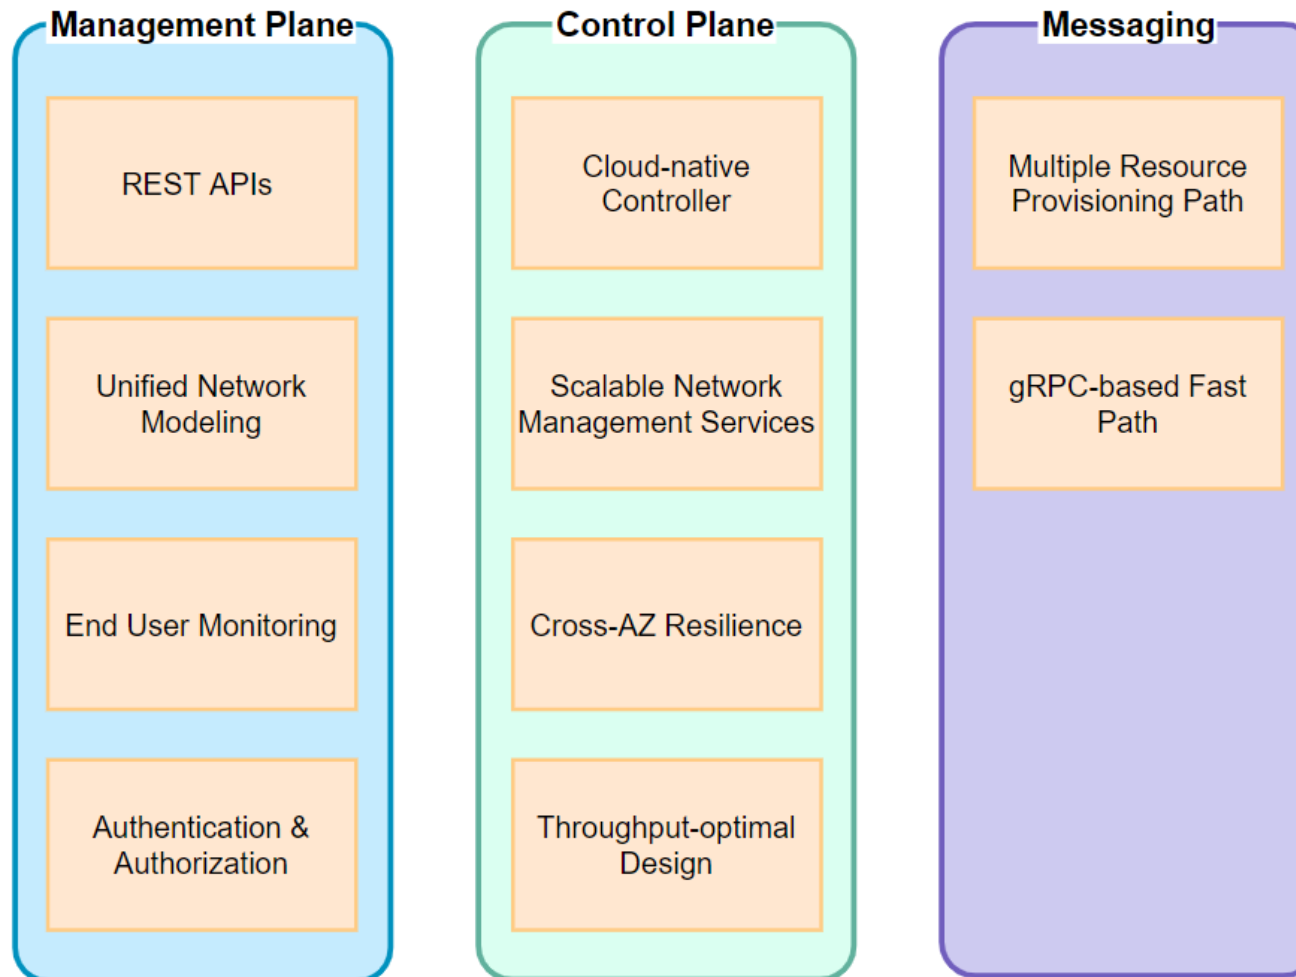 Management Plane
REST APIs
Unified Network
Modeling
End User Monitoring
Authentication &
Authorization
Control Plane
Cloud-native
Controller
Scalable Network
Management Services
Cross-AZ Resilience
Throughput-optimal
Design
Messaging
Multiple Resource
Provisioning Path
gRPC-based Fast
Path